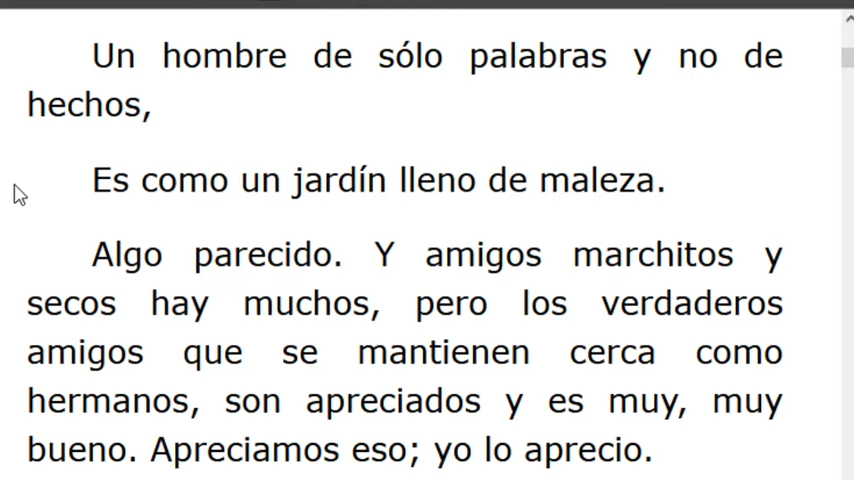 Un hombre de sólo palabras y no de
hechos,
Es como un jardín lleno de maleza.
Algo parecido. Y amigos marchitos y
secos hay muchos, pero los verdaderos
amigos que se mantienen cerca como
hermanos, son apreciados y es muy, muy
bueno. Apreciamos eso; yo lo aprecio.